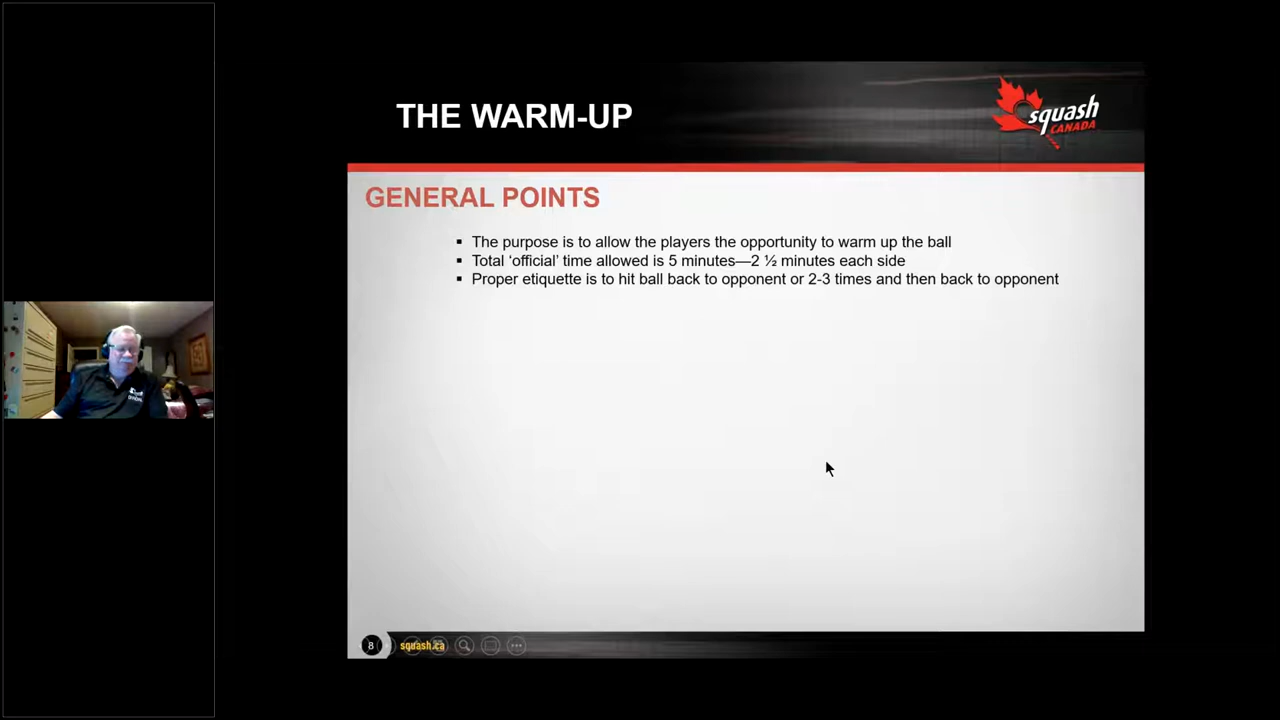 THE WARM-UP
squash
CANADA
GENERAL POINTS
▪ The purpose is to allow the players the opportunity to warm up the ball
▪ Total ‘official’ time allowed is 5 minutes—2 ½ minutes each side
▪ Proper etiquette is to hit ball back to opponent or 2-3 times and then back to opponent
8
squash.ca